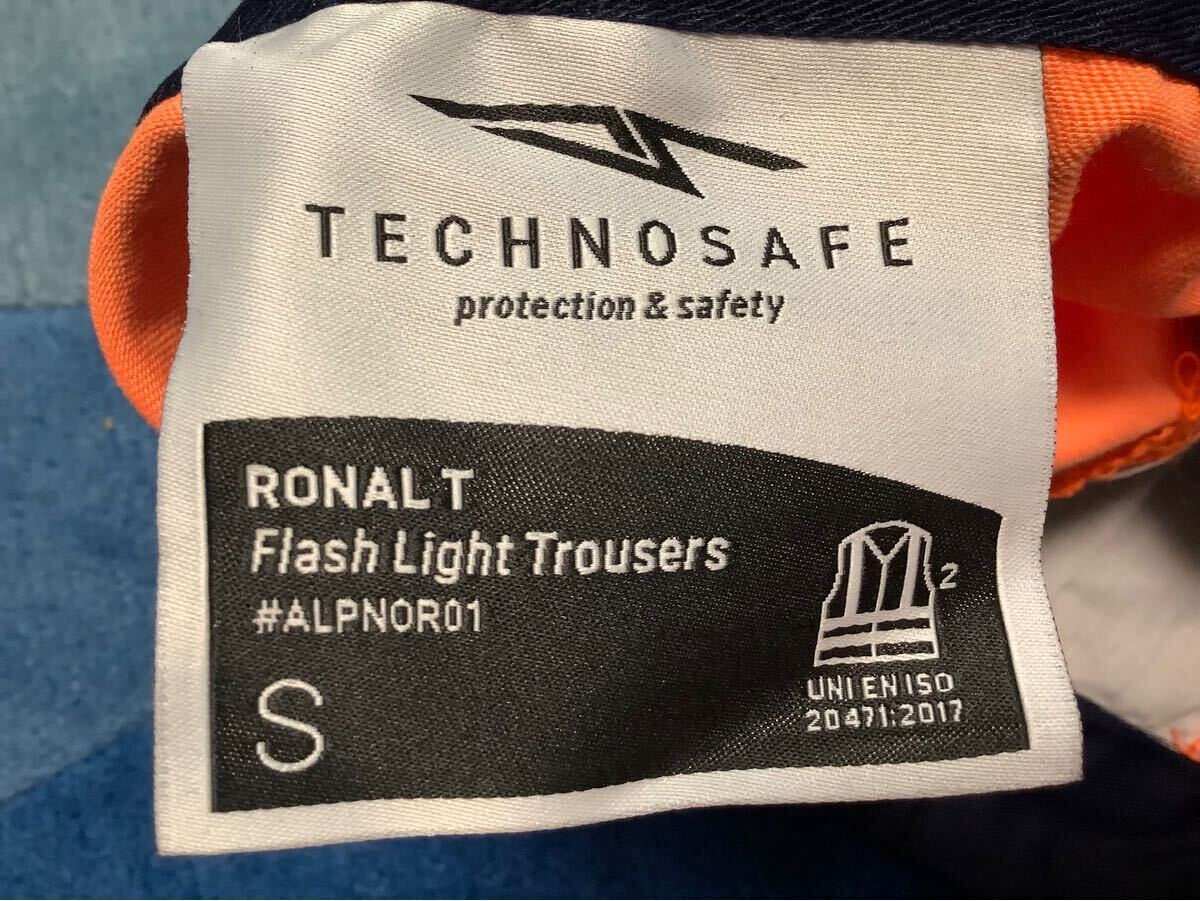 TECHNOSAFE
protection & safety
RONAL T
Flash Light Trousers
#ALPNOR01
S
2
UNI EN ISO
20471:2017